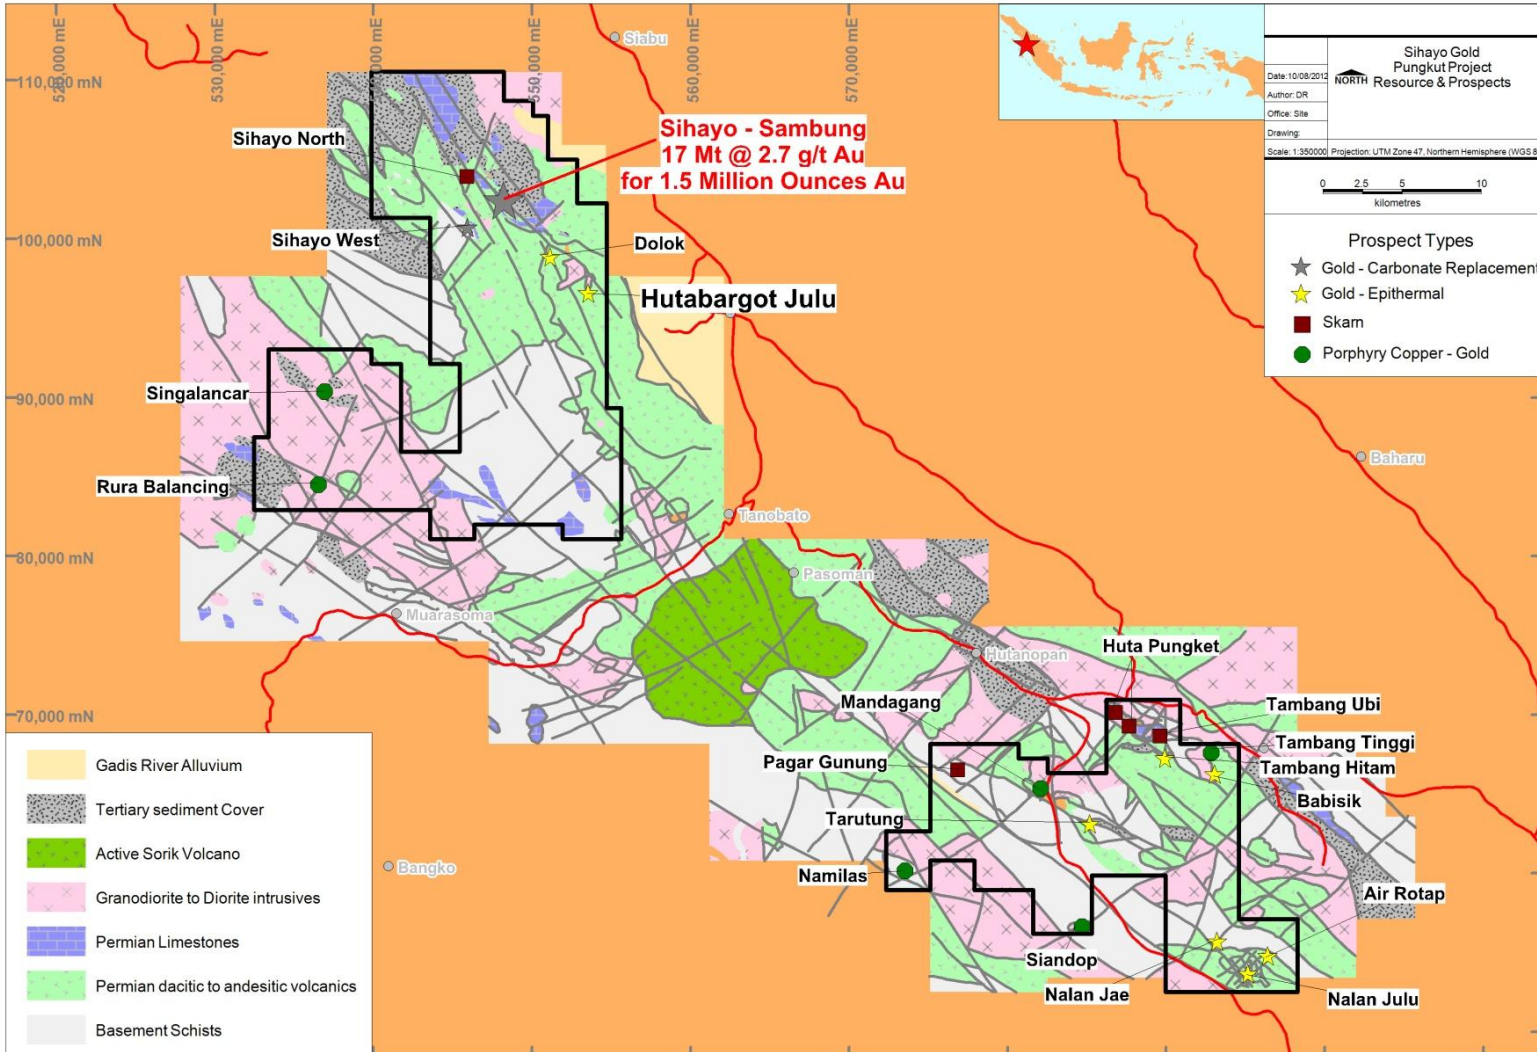 520,000 mE
530,000 mE
550,000 mE
560,000 mE
570,000 mE
110,000 mN
100,000 mN
90,000 mN
80,000 mN
70,000 mN
Siabu
Sihayo North
Sihayo - Sambung
17 Mt @ 2.7 g/t Au
for 1.5 Million Ounces Au
Sihayo West
Dolok
Hutabargot Julu
Singalancar
Rura Balancing
Baharu
Tanobato
Pasoman
Muarasoma
Hutanopan
Huta Pungket
Mandagang
Tambang Ubi
Tambang Tinggi
Pagar Gunung
Tambang Hitam
Babisik
Tarutung
Bangko
Namilas
Air Rotap
Siandop
Nalan Jae
Nalan Julu
Date:10/08/2012
Author: DR
Office: Site
Drawing:
Scale: 1:350000
NORTH
Sihayo Gold
Pungkut Project
Resource & Prospects
Projection: UTM Zone 47, Northern Hemisphere (WGS 8
0 2.5 5 10
kilometres
Prospect Types
Gold - Carbonate Replacement
Gold - Epithermal
Skarn
Porphyry Copper - Gold
Gadis River Alluvium
Tertiary sediment Cover
Active Sorik Volcano
Granodiorite to Diorite intrusives
Permian Limestones
Permian dacitic to andesitic volcanics
Basement Schists